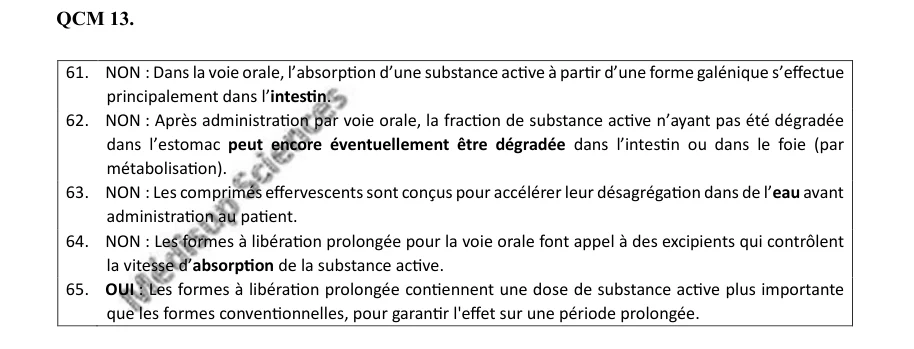 QCM 13.
61. NON : Dans la voie orale, l’absorption d’une substance active à partir d’une forme galénique s’effectue
principalement dans l’intestin.
62. NON : Après administration par voie orale, la fraction de substance active n’ayant pas été dégradée
dans l’estomac peut encore éventuellement être dégradée dans l’intestin ou dans le foie (par
métabolisation).
63. NON : Les comprimés effervescents sont conçus pour accélérer leur désagrégation dans de l’eau avant
administration au patient.
64. NON : Les formes à libération prolongée pour la voie orale font appel à des excipients qui contrôlent
la vitesse d’absorption de la substance active.
65. OUI : Les formes à libération prolongée contiennent une dose de substance active plus importante
que les formes conventionnelles, pour garantir l'effet sur une période prolongée.
Médisup Sciences